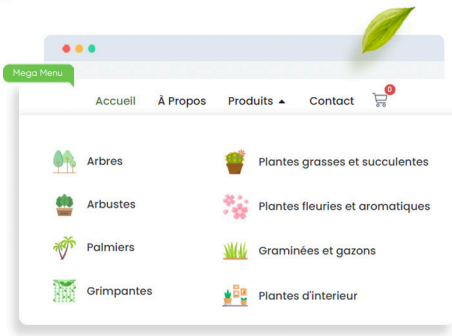 Mega Menu
Accueil À Propos Produits Contact 0
Arbres
Plantes grasses et succulentes
Arbustes
Plantes fleuries et aromatiques
Palmiers
Graminées et gazons
Grimpantes
Plantes d'interieur